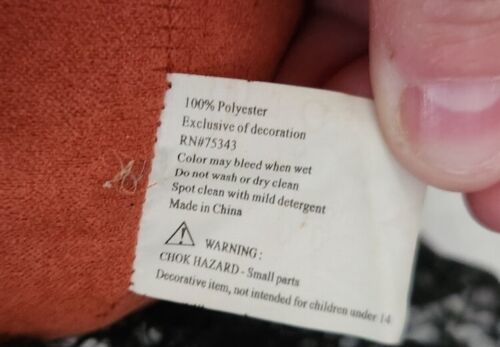 100% Polyester
Exclusive of decoration
RN#75343
Color may bleed when wet
Do not wash or dry clean
Spot clean with mild detergent
Made in China
WARNING :
CHOK HAZARD - Small parts
Decorative item, not intended for children under 14